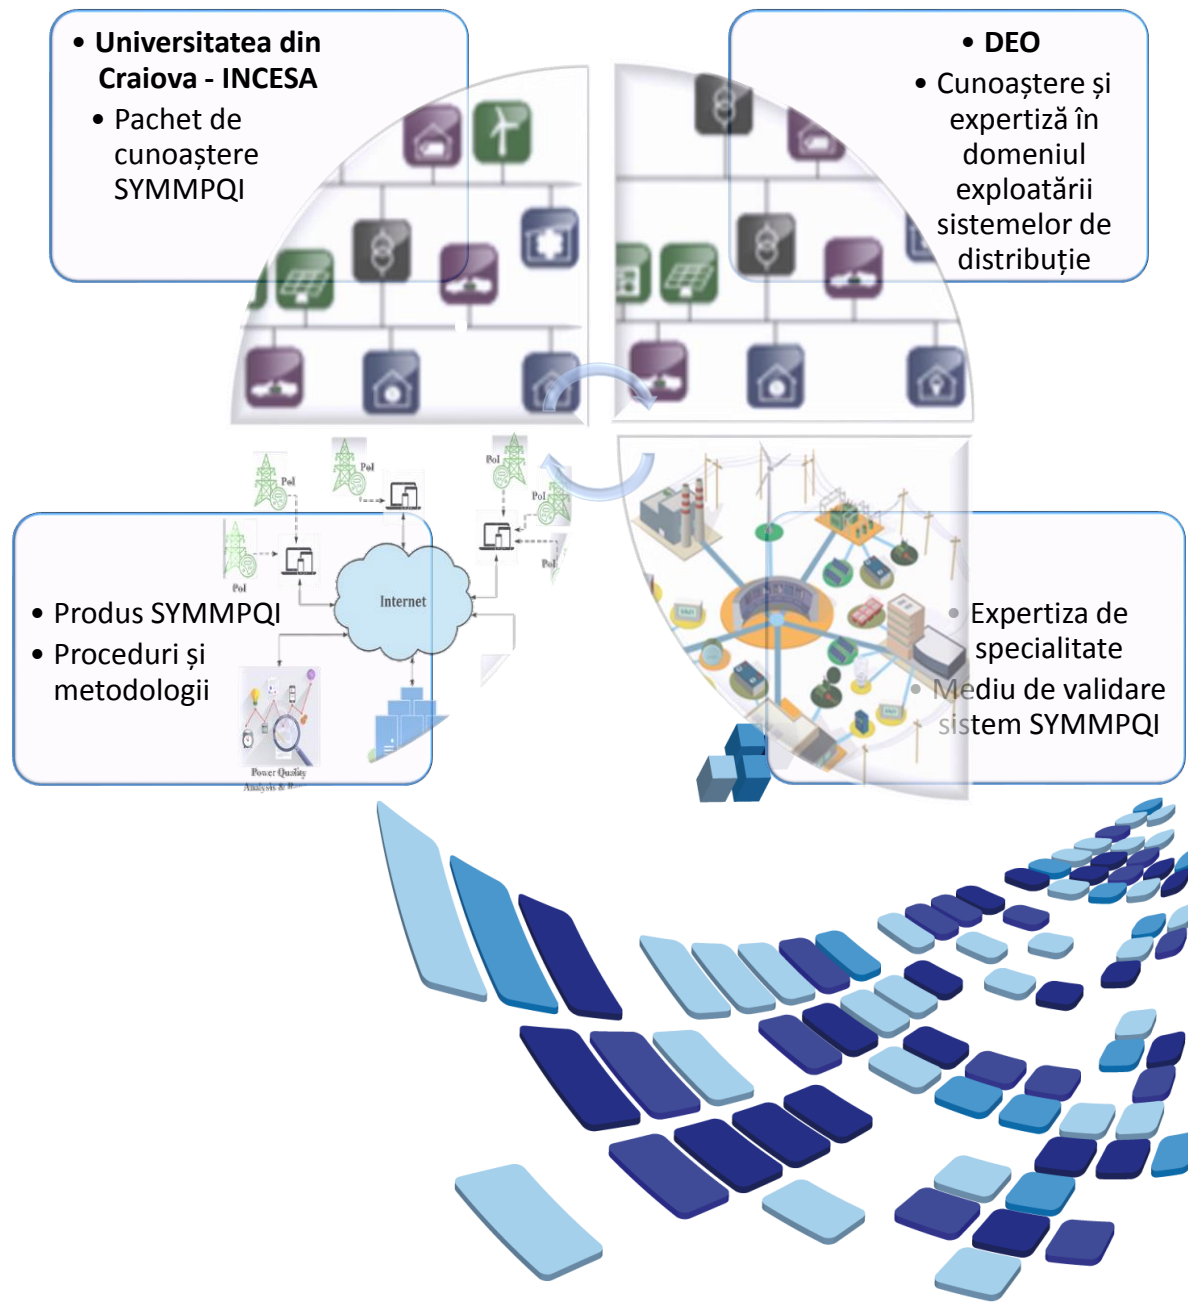 • Universitatea din
Craiova - INCESA
• Pachet de
cunoaștere
SYMMPQI
• DEO
• Cunoaștere și
expertiză în
domeniul
exploatării
sistemelor de
distribuție
PoI
PoI
PoI
PoI
PoI
PoI
Internet
• Produs SYMMPQI
• Proceduri și
metodologii
Power Quality
Analysis &
• Expertiza de
specialitate
• Mediu de validare
sistem SYMMPQI